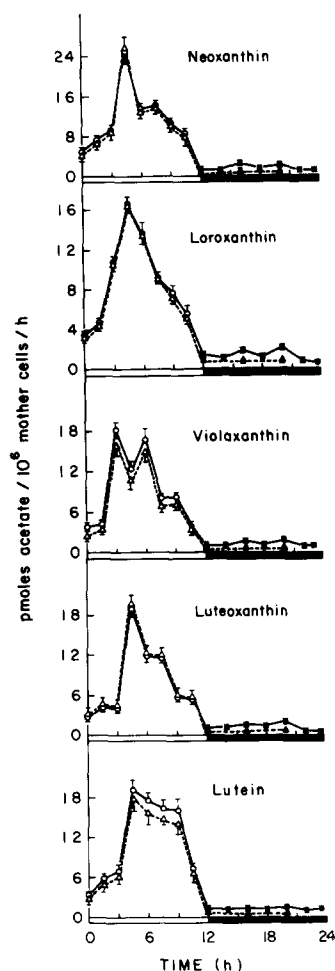 Neoxanthin
24
16
8
0
Loroxanthin
16
12
8
4
0
Violaxanthin
18
12
6
0
Luteoxanthin
18
12
6
0
Lutein
18
12
6
0
0 6 12 18 24
TIME (h)
pmoles acetate / 10⁶ mother cells / h